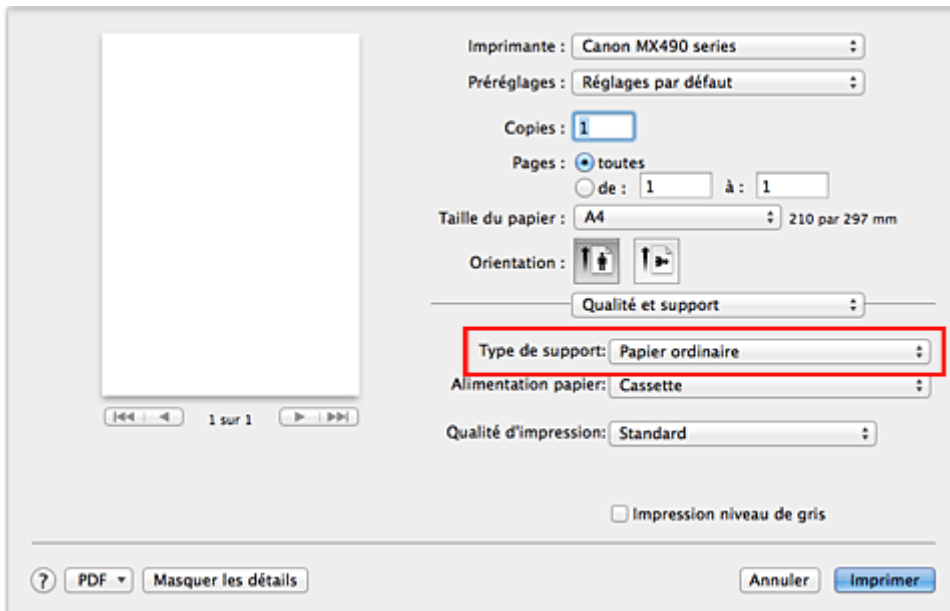 Imprimante : Canon MX490 series
Préréglages : Réglages par défaut
Copies : 1
Pages : toutes
de : 1 à : 1
Taille du papier : A4 210 par 297 mm
Orientation :
Qualité et support
Type de support: Papier ordinaire
Alimentation papier: Cassette
1 sur 1
Qualité d'impression: Standard
Impression niveau de gris
? PDF Masquer les détails Annuler Imprimer